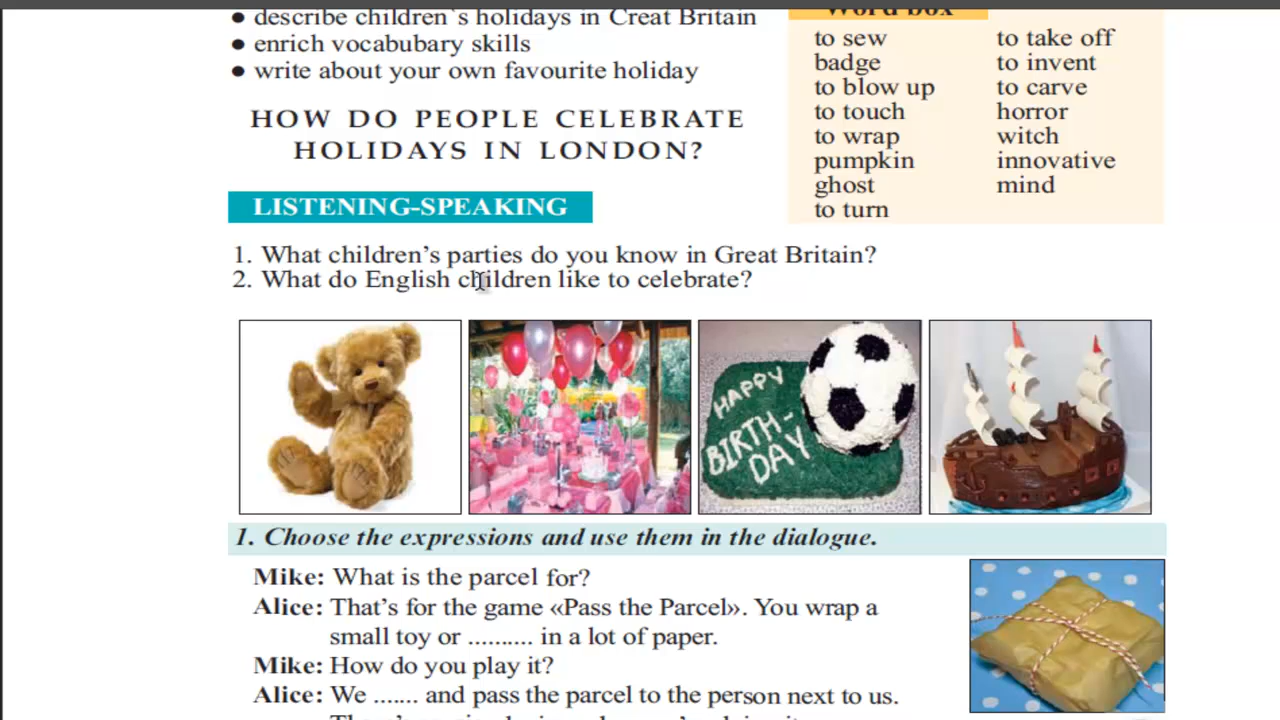 ● describe children`s holidays in Creat Britain
● enrich vocabubary skills
● write about your own favourite holiday
HOW DO PEOPLE CELEBRATE
HOLIDAYS IN LONDON?
Word box
to sew
badge
to blow up
to touch
to wrap
pumpkin
ghost
to turn
to take off
to invent
to carve
horror
witch
innovative
mind
LISTENING-SPEAKING
1. What children’s parties do you know in Great Britain?
2. What do English children like to celebrate?
HAPPY
BIRTH-
DAY
1. Choose the expressions and use them in the dialogue.
Mike: What is the parcel for?
Alice: That’s for the game «Pass the Parcel». You wrap a
small toy or .......... in a lot of paper.
Mike: How do you play it?
Alice: We ....... and pass the parcel to the person next to us.